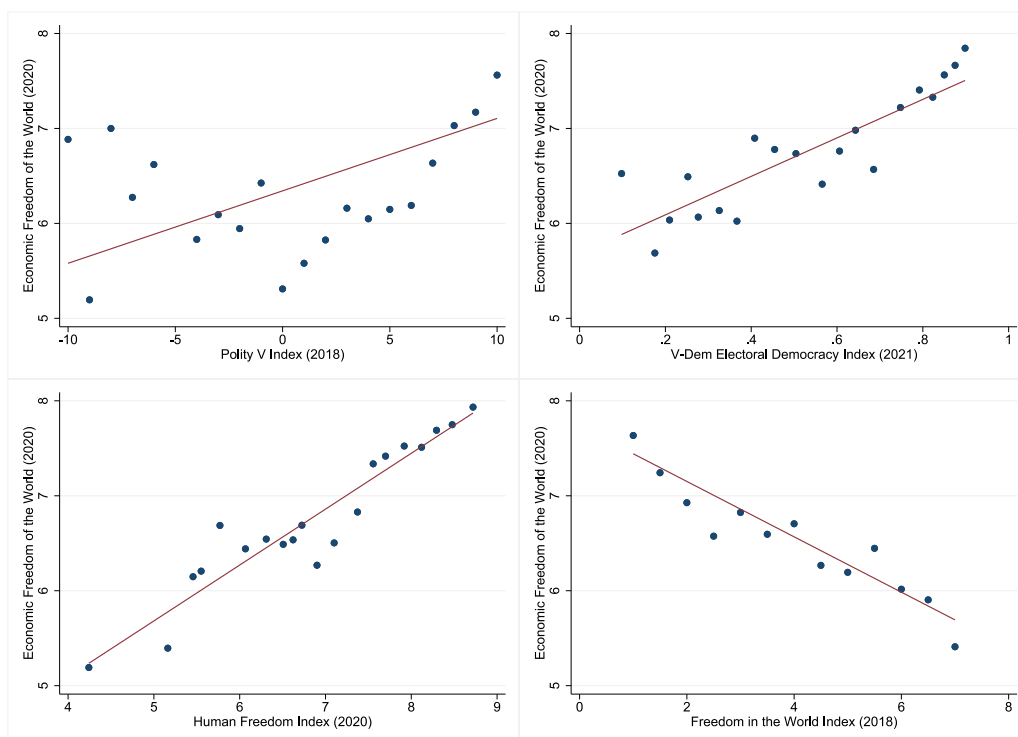 Economic Freedom of the World (2020)
8
7
6
5
-10 -5 0 5 10
Polity V Index (2018)
Economic Freedom of the World (2020)
8
7
6
5
0 .2 .4 .6 .8 1
V-Dem Electoral Democracy Index (2021)
Economic Freedom of the World (2020)
8
7
6
5
4 5 6 7 8 9
Human Freedom Index (2020)
Economic Freedom of the World (2020)
8
7
6
5
0 2 4 6 8
Freedom in the World Index (2018)